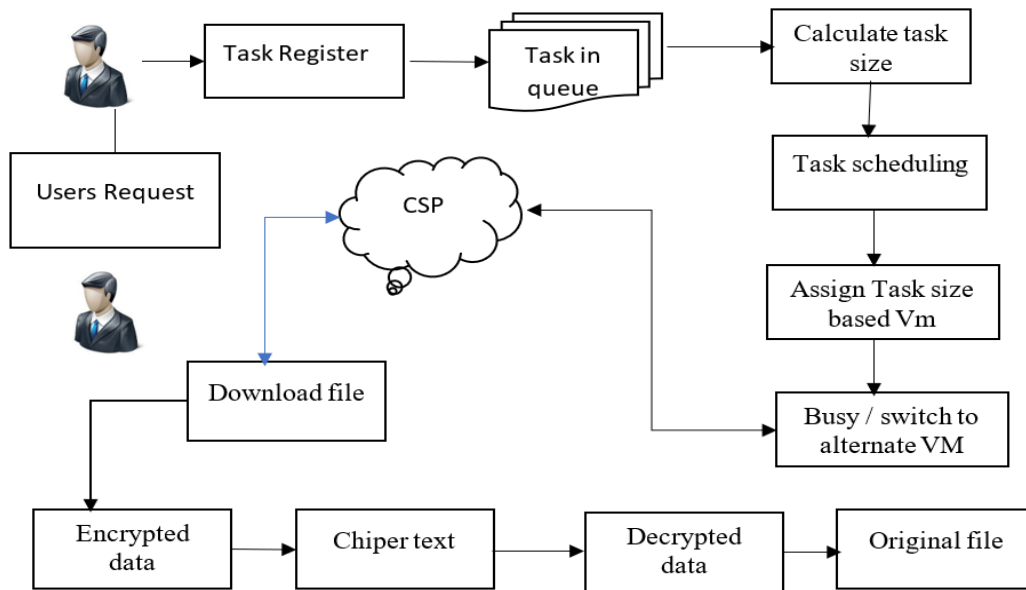 Task Register
Task in
queue
Calculate task
size
Users Request
CSP
Task scheduling
Assign Task size
based Vm
Download file
Busy / switch to
alternate VM
Encrypted
data
Chiper text
Decrypted
data
Original file